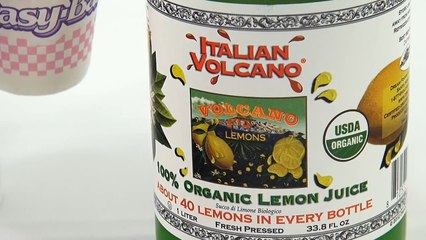 ITALIAN
VOLCANO®
VOLCANO
LEMONS
USDA
ORGANIC
100% ORGANIC LEMON JUICE
Succo di Limone Biologico
ABOUT 40 LEMONS IN EVERY BOTTLE
1 LITER FRESH PRESSED 33.8 FL OZ